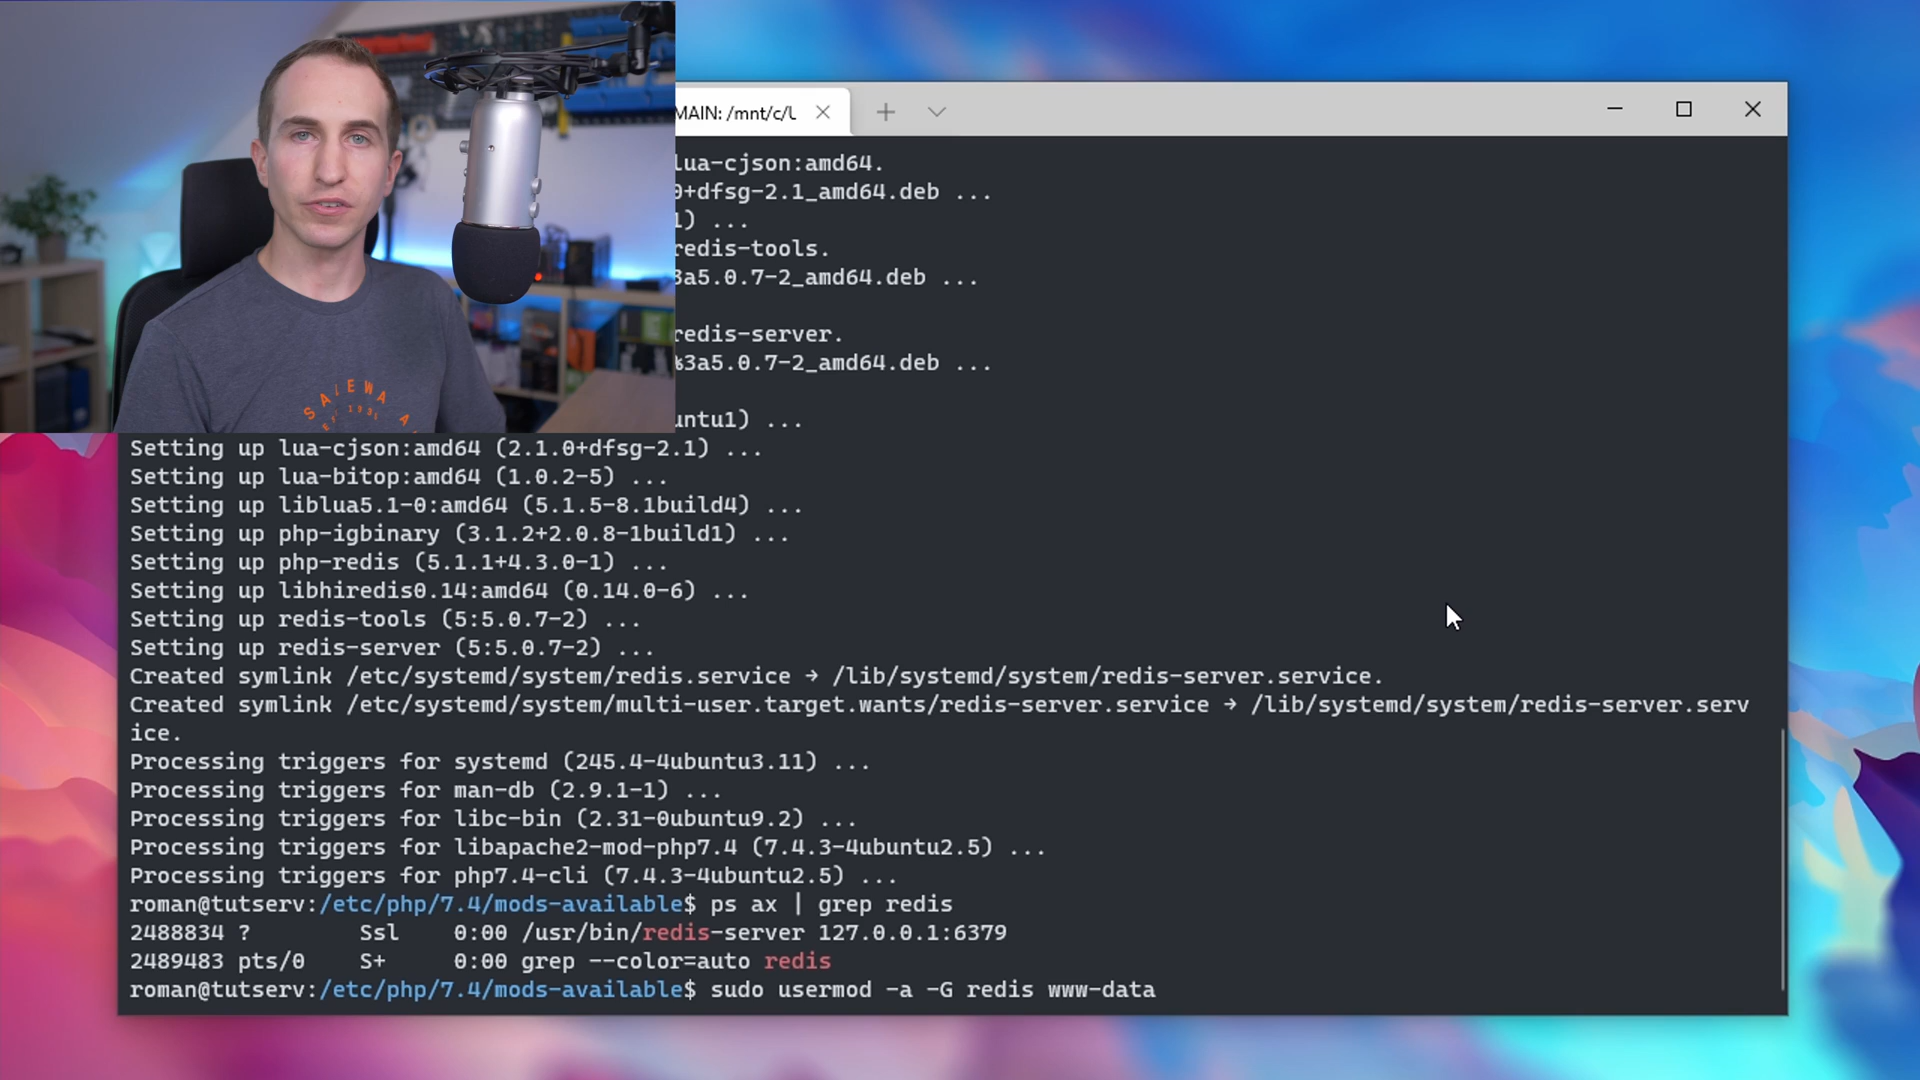 MAIN: /mnt/c/
lua-cjson:amd64.
+dfsg-2.1_amd64.deb ...
) ...
redis-tools.
3a5.0.7-2_amd64.deb ...
redis-server.
3a5.0.7-2_amd64.deb ...
untu1) ...
Setting up lua-cjson:amd64 (2.1.0+dfsg-2.1) ...
Setting up lua-bitop:amd64 (1.0.2-5) ...
Setting up liblua5.1-0:amd64 (5.1.5-8.1build4) ...
Setting up php-igbinary (3.1.2+2.0.8-1build1) ...
Setting up php-redis (5.1.1+4.3.0-1) ...
Setting up libhiredis0.14:amd64 (0.14.0-6) ...
Setting up redis-tools (5:5.0.7-2) ...
Setting up redis-server (5:5.0.7-2) ...
Created symlink /etc/systemd/system/redis.service → /lib/systemd/system/redis-server.service.
Created symlink /etc/systemd/system/multi-user.target.wants/redis-server.service → /lib/systemd/system/redis-server.serv
ice.
Processing triggers for systemd (245.4-4ubuntu3.11) ...
Processing triggers for man-db (2.9.1-1) ...
Processing triggers for libc-bin (2.31-0ubuntu9.2) ...
Processing triggers for libapache2-mod-php7.4 (7.4.3-4ubuntu2.5) ...
Processing triggers for php7.4-cli (7.4.3-4ubuntu2.5) ...
roman@tutserv:/etc/php/7.4/mods-available$ ps ax | grep redis
2488834 ? Ssl 0:00 /usr/bin/redis-server 127.0.0.1:6379
2489483 pts/0 S+ 0:00 grep --color=auto redis
roman@tutserv:/etc/php/7.4/mods-available$ sudo usermod -a -G redis www-data